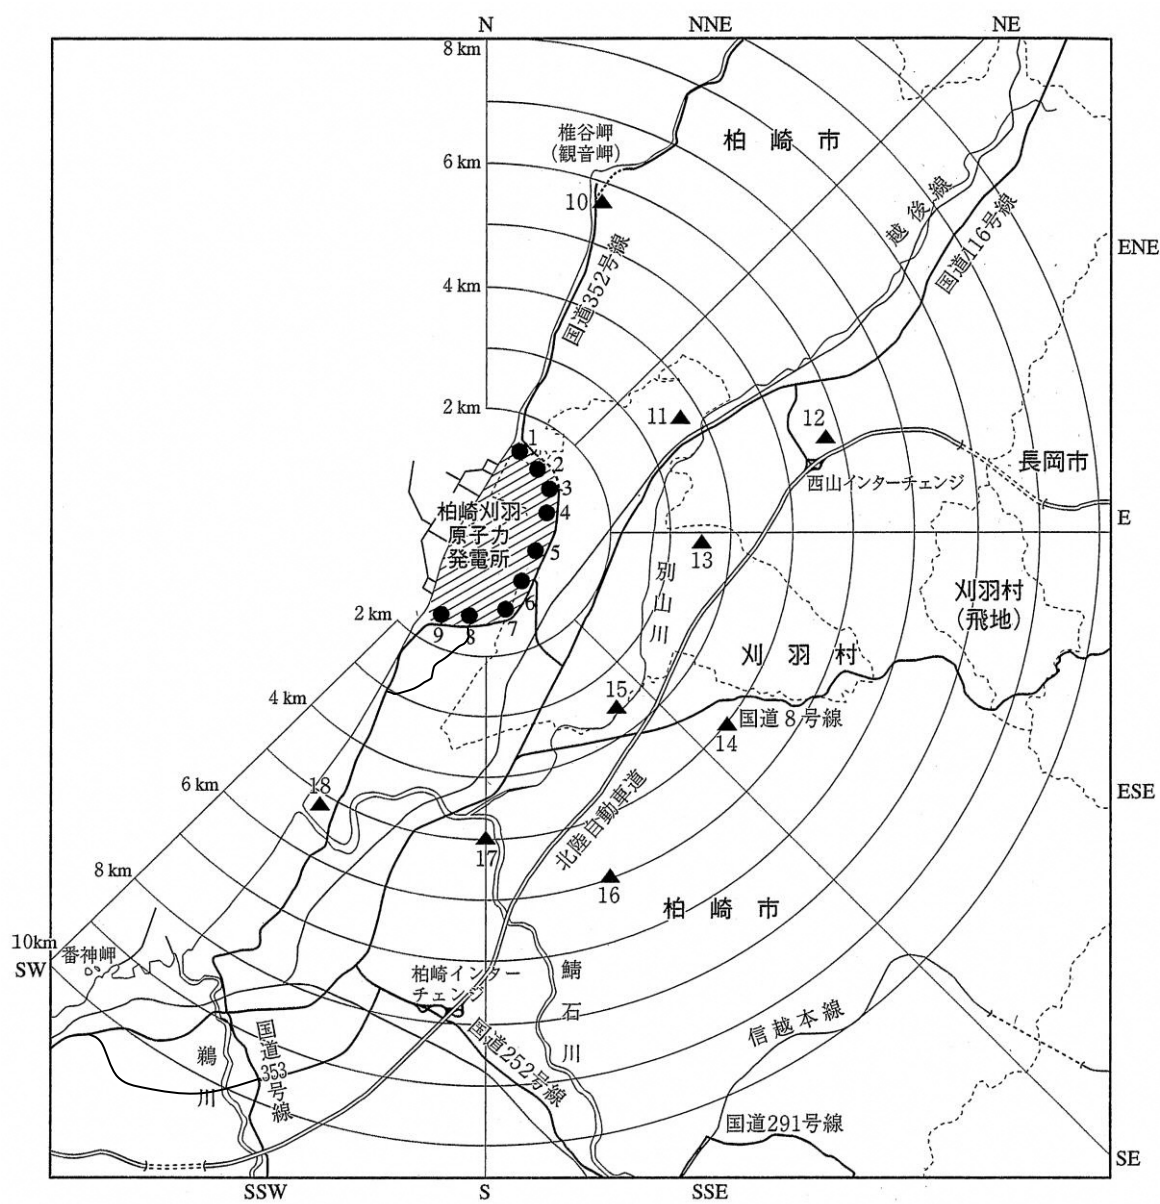 N
NNE
NE
8 km
椎谷岬
(観音岬)
柏崎市
6 km
10
越後線
国道116号線
ENE
国道352号線
4 km
2 km
11
12
1
2
3
4
5
6
7
8
9
西山インターチェンジ
長岡市
柏崎刈羽
原子力
発電所
E
13
別山川
刈羽村
(飛地)
2 km
刈羽村
15
国道8号線
14
4 km
18
6 km
ESE
北陸自動車道
17
16
8 km
柏崎市
10km
SW
番神岬
柏崎インター
チェンジ
鯖石川
信越本線
国道252号線
国道353号線
鵜川
国道291号線
SE
SSW
S
SSE